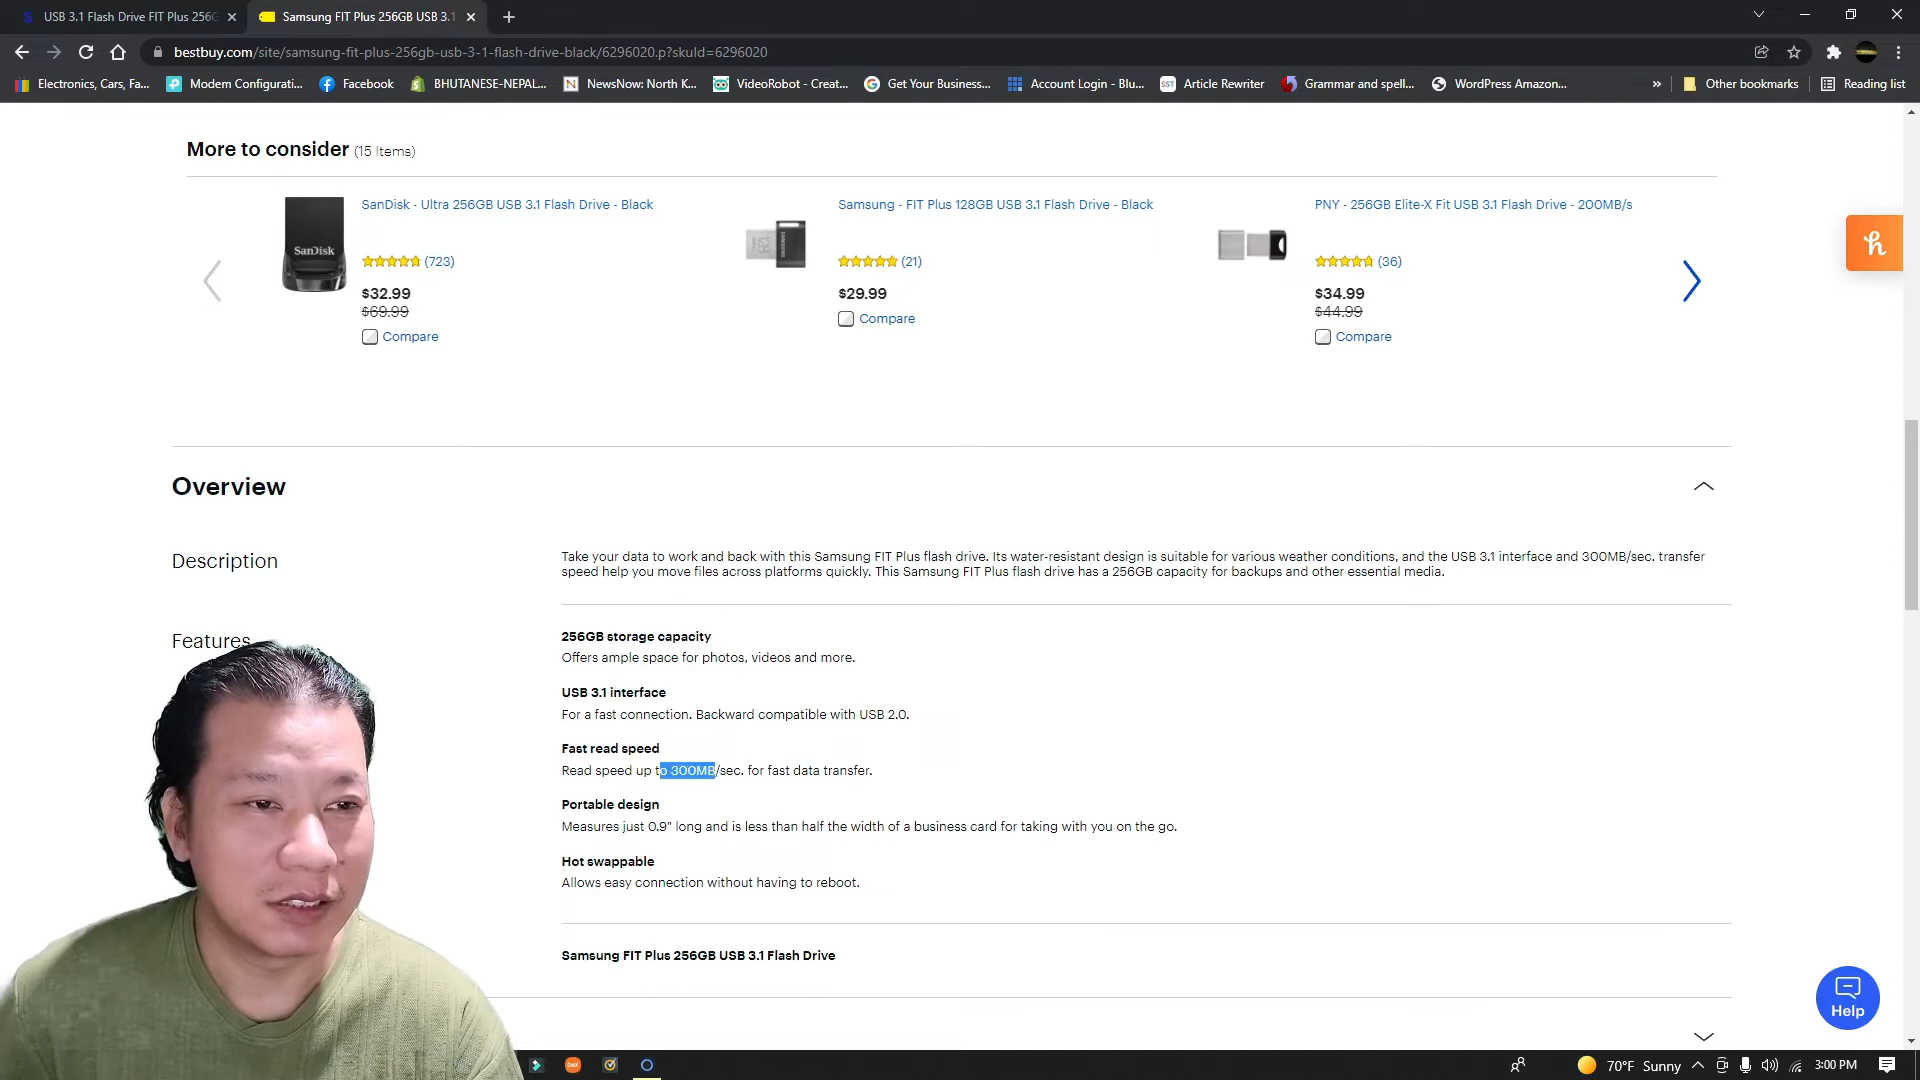 USB 3.1 Flash Drive FIT Plus 256G
Samsung FIT Plus 256GB USB 3.1
bestbuy.com/site/samsung-fit-plus-256gb-usb-3-1-flash-drive-black/6296020.p?skuId=6296020
Electronics, Cars, Fa...
Modem Configurati...
Facebook
BHUTANESE-NEPAL...
NewsNow: North K...
VideoRobot - Creat...
Get Your Business...
Account Login - Blu...
Article Rewriter
Grammar and spell...
WordPress Amazon...
»
Other bookmarks
Reading list
More to consider (15 Items)
SanDisk - Ultra 256GB USB 3.1 Flash Drive - Black
SanDisk
(723)
$32.99
$69.99
Compare
Samsung - FIT Plus 128GB USB 3.1 Flash Drive - Black
(21)
$29.99
Compare
PNY - 256GB Elite-X Fit USB 3.1 Flash Drive - 200MB/s
(36)
$34.99
$44.99
Compare
Overview
Description
Take your data to work and back with this Samsung FIT Plus flash drive. Its water-resistant design is suitable for various weather conditions, and the USB 3.1 interface and 300MB/sec. transfer
speed help you move files across platforms quickly. This Samsung FIT Plus flash drive has a 256GB capacity for backups and other essential media.
Features
256GB storage capacity
Offers ample space for photos, videos and more.
USB 3.1 interface
For a fast connection. Backward compatible with USB 2.0.
Fast read speed
Read speed up to 300MB/sec. for fast data transfer.
Portable design
Measures just 0.9" long and is less than half the width of a business card for taking with you on the go.
Hot swappable
Allows easy connection without having to reboot.
Samsung FIT Plus 256GB USB 3.1 Flash Drive
Help
70°F Sunny
3:00 PM